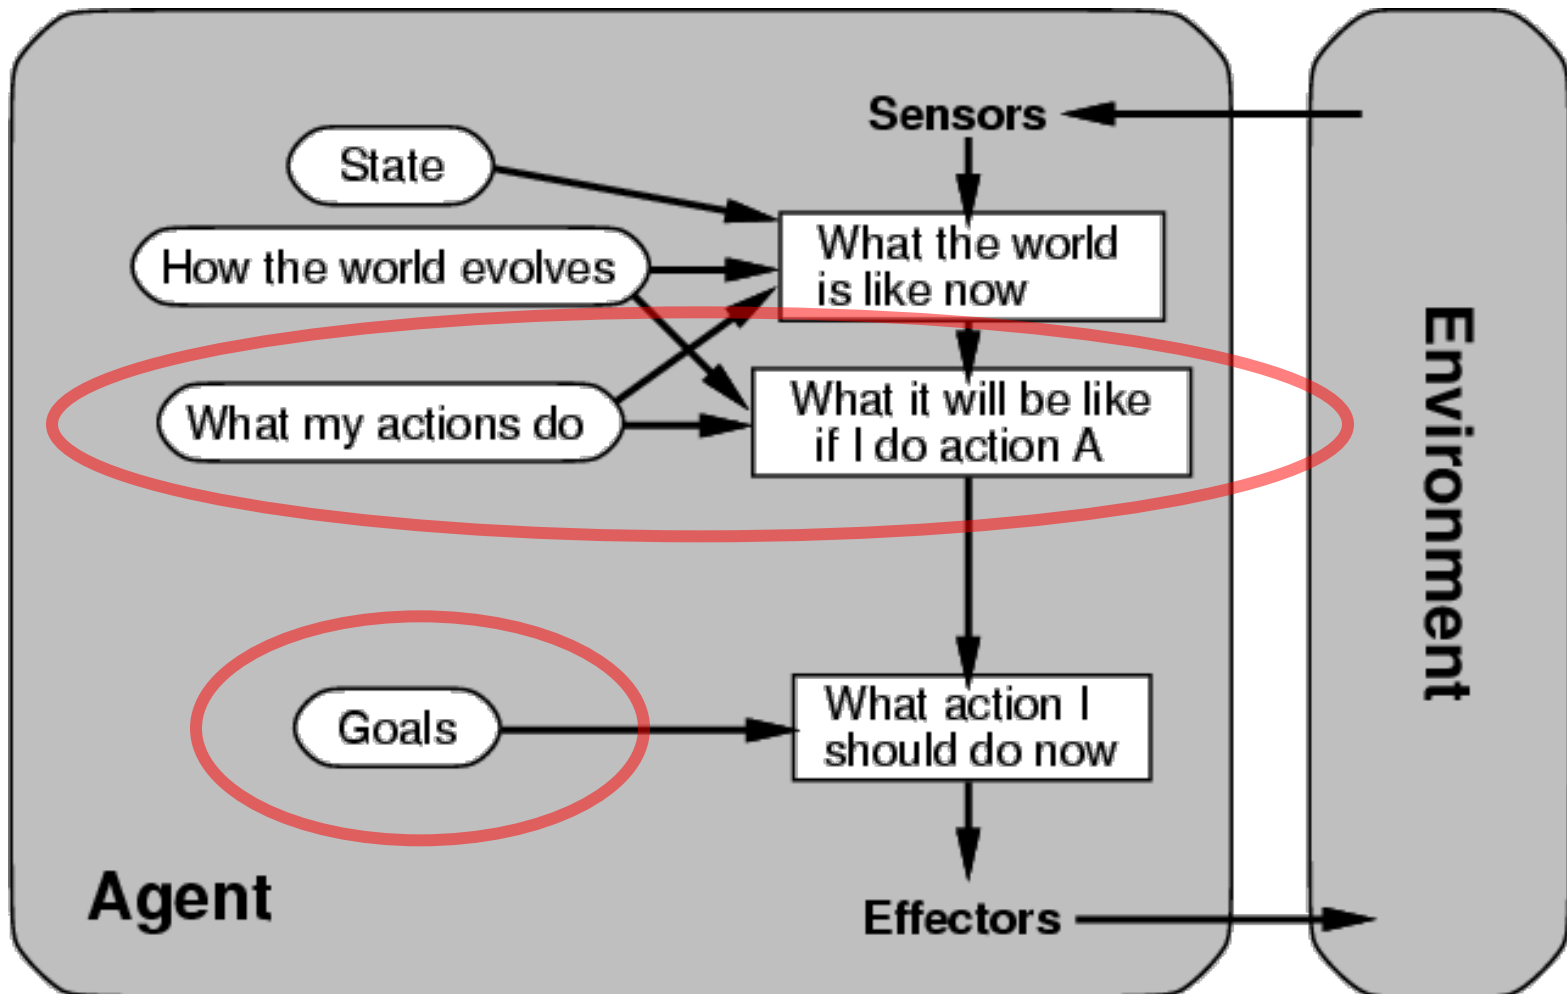 Sensors
State
What the world
is like now
How the world evolves
What my actions do
What it will be like
if I do action A
Goals
What action I
should do now
Agent
Effectors
Environment